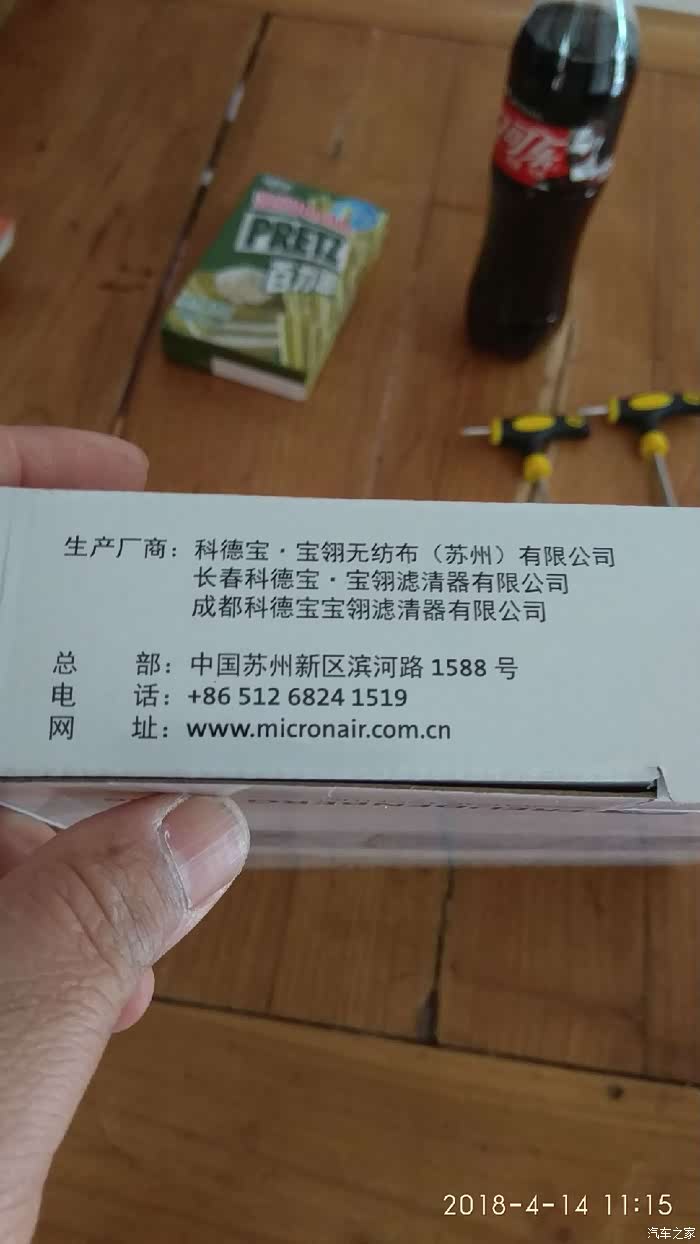 PRETZ
百力滋
生产厂商：科德宝·宝翎无纺布（苏州）有限公司
长春科德宝·宝翎滤清器有限公司
成都科德宝宝翎滤清器有限公司
总 部：中国苏州新区滨河路 1588 号
电 话：+86 512 6824 1519
网 址：www.micronair.com.cn
2018-4-14 11:15
汽车之家